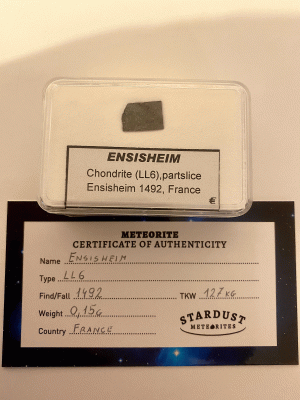 ENSISHEIM
Chondrite (LL6),partslice
Ensisheim 1492, France
€
METEORITE
CERTIFICATE OF AUTHENTICITY
Name ENSISHEIM
Type LL6
Find/Fall 1492 TKW 127 KG
Weight 0,15g
Country FRANCE
STARDUST
METEORITES